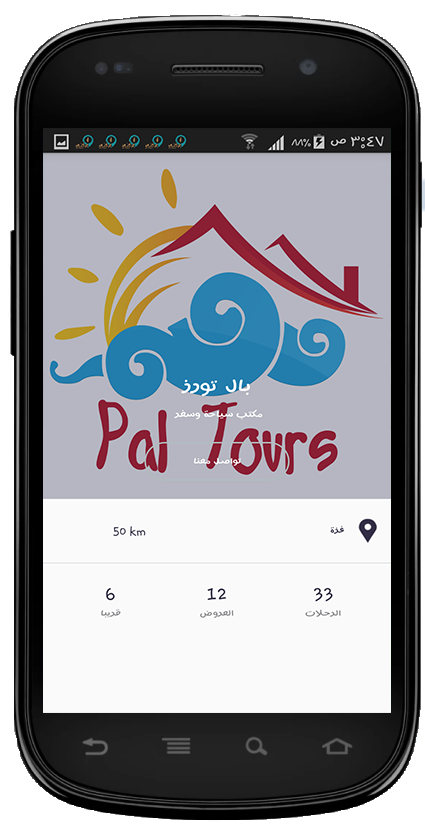 ٣:٤٧ ص ٨٨%
بال تورز
مكتب سياحة وسفر
Pal Tours
تواصل معنا
غزة 50 km
33 12 6
الرحلات العروض قريبا